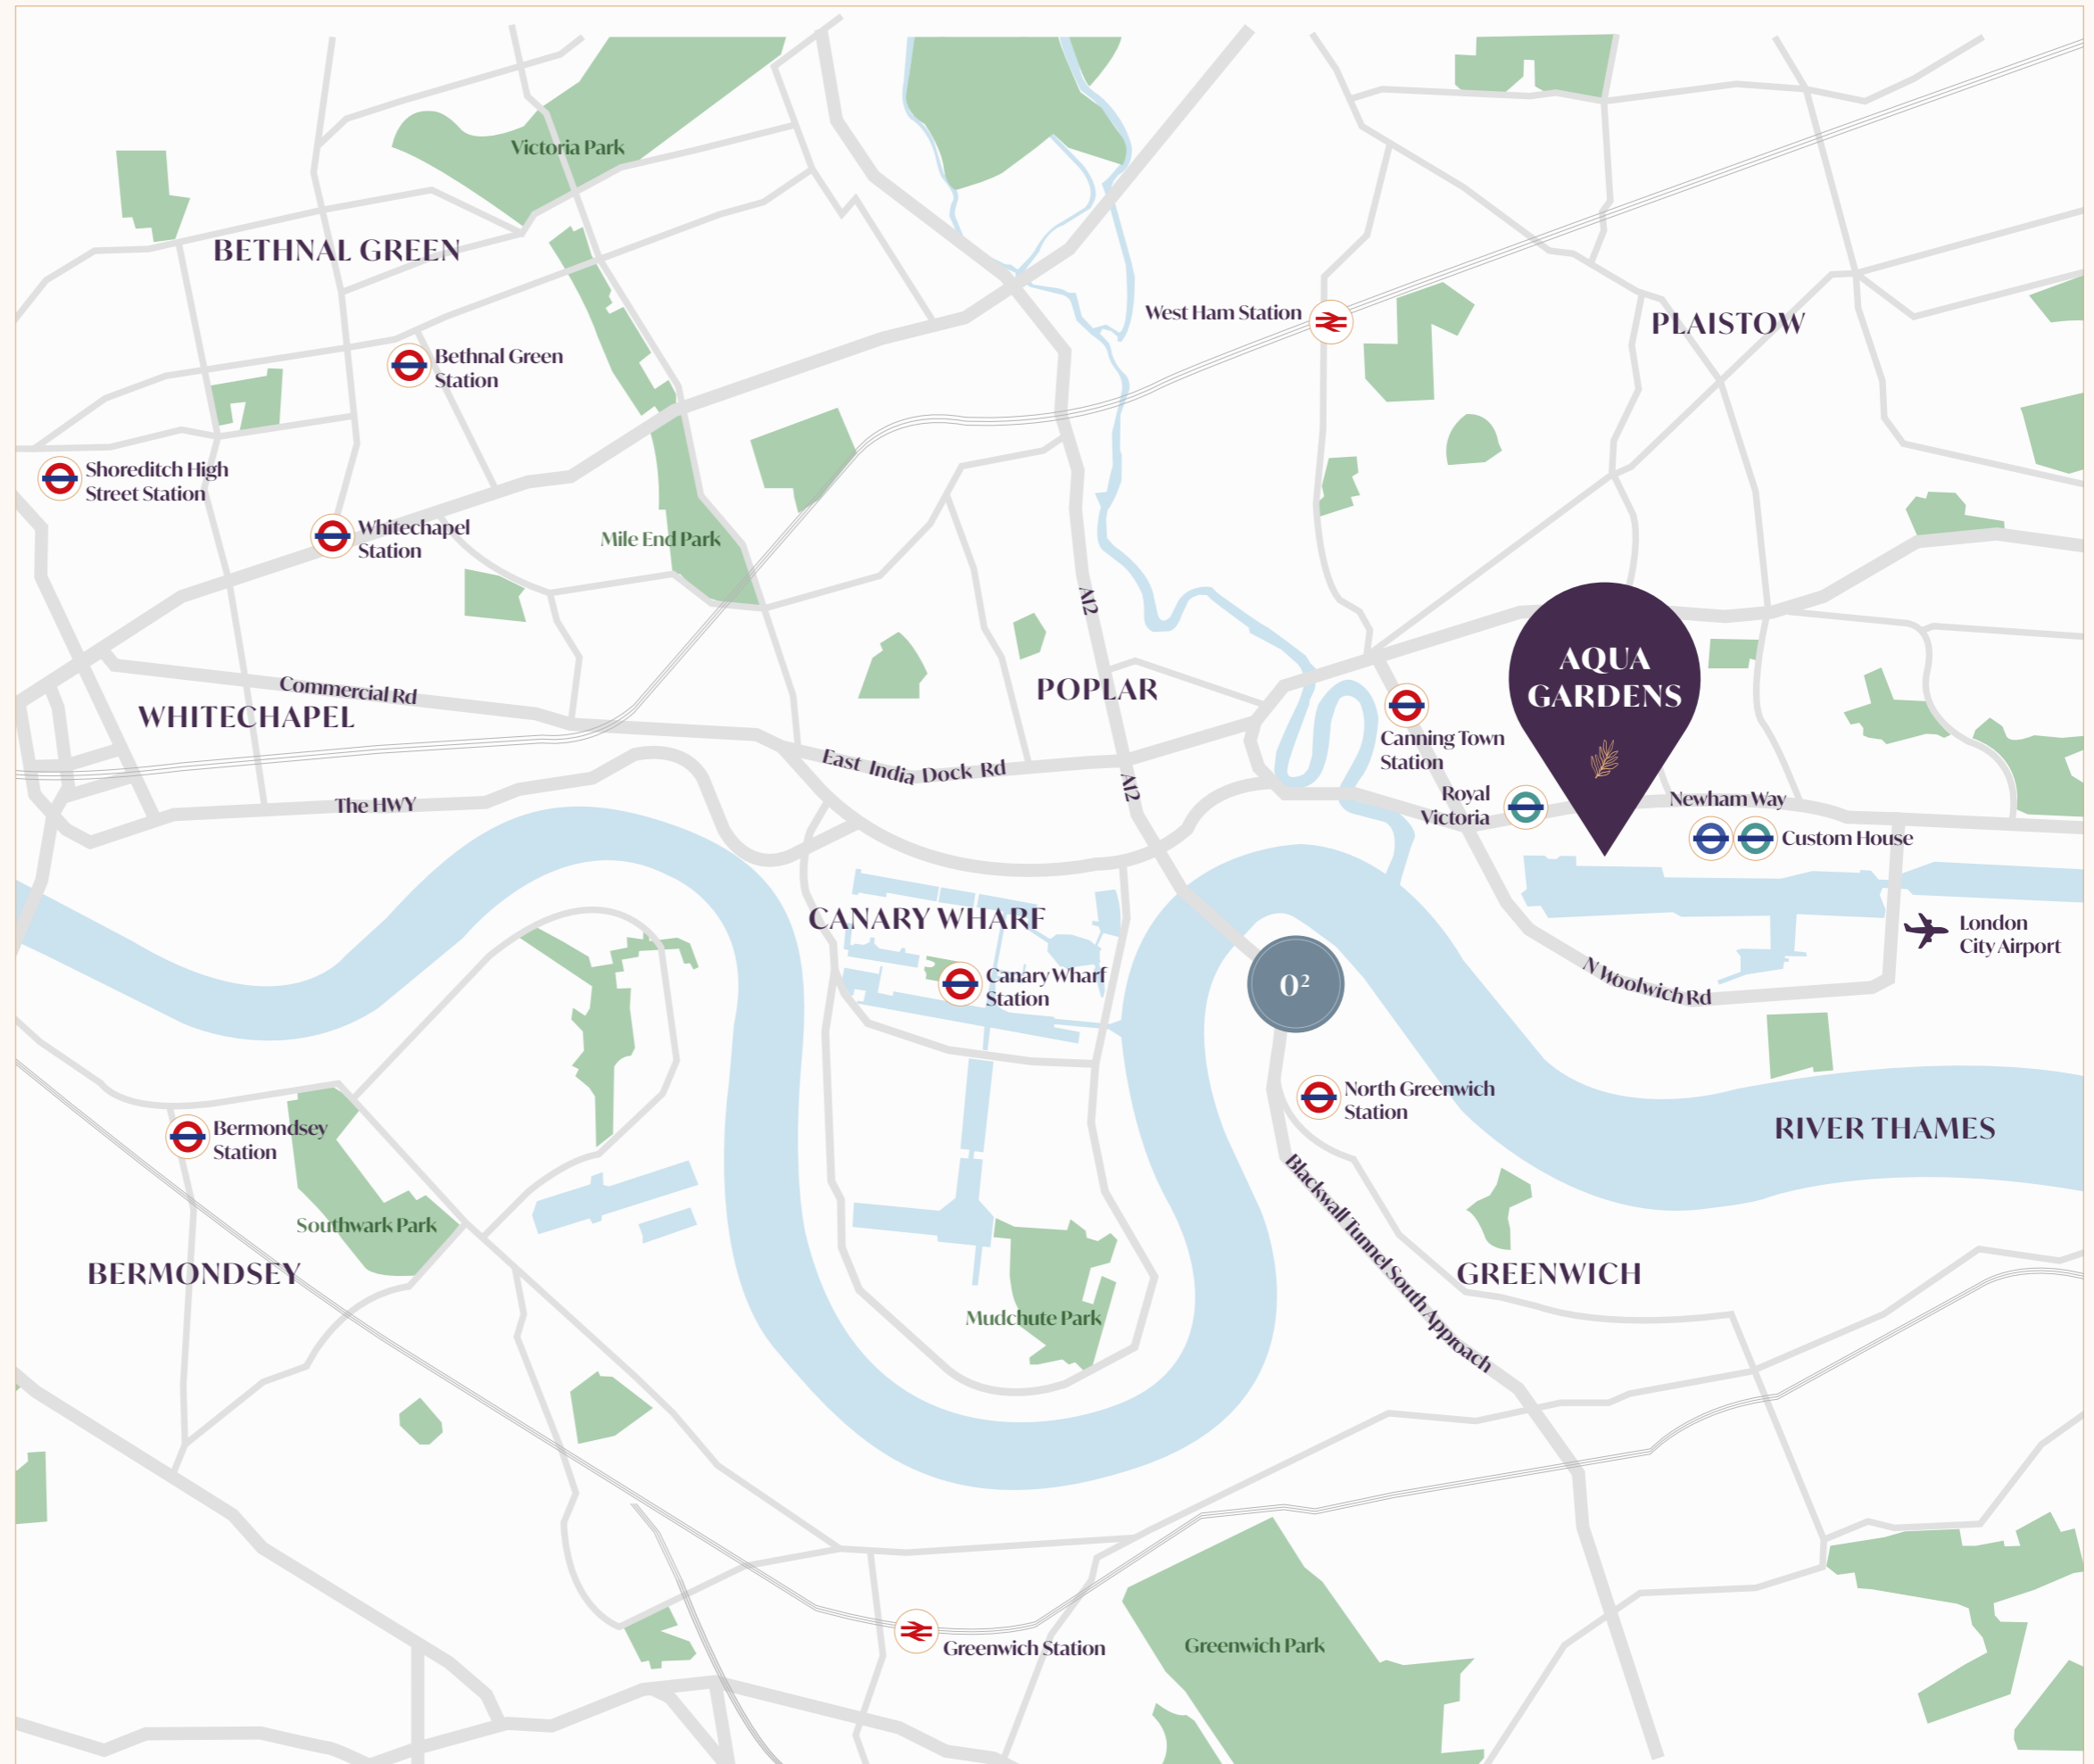 Victoria Park
BETHNAL GREEN
West Ham Station
PLAISTOW
Bethnal Green
Station
Shoreditch High
Street Station
Whitechapel
Station
Mile End Park
A12
AQUA
GARDENS
Commercial Rd
WHITECHAPEL
POPLAR
Canning Town
Station
East India Dock Rd
A12
The HWY
Royal
Victoria
Newham Way
Custom House
CANARY WHARF
London
City Airport
Canary Wharf
Station
O²
N Woolwich Rd
North Greenwich
Station
Bermondsey
Station
RIVER THAMES
Blackwall Tunnel South Approach
Southwark Park
BERMONDSEY
GREENWICH
Mudchute Park
Greenwich Station
Greenwich Park